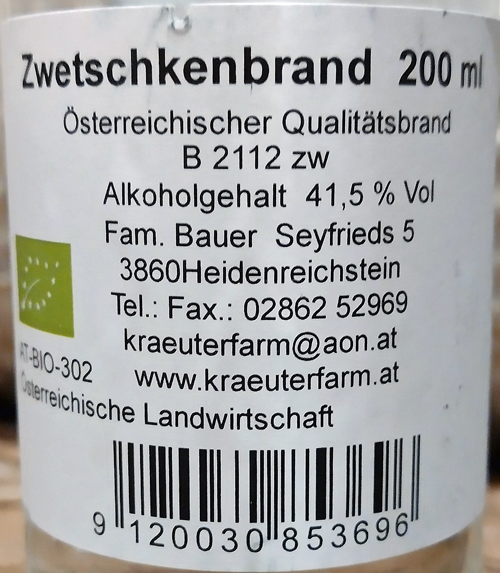 Zwetschkenbrand 200 ml
Österreichischer Qualitätsbrand
B 2112 zw
Alkoholgehalt 41,5 % Vol
Fam. Bauer Seyfrieds 5
3860Heidenreichstein
Tel.: Fax.: 02862 52969
kraeuterfarm@aon.at
www.kraeuterfarm.at
AT-BIO-302
Österreichische Landwirtschaft
9 120030 853696